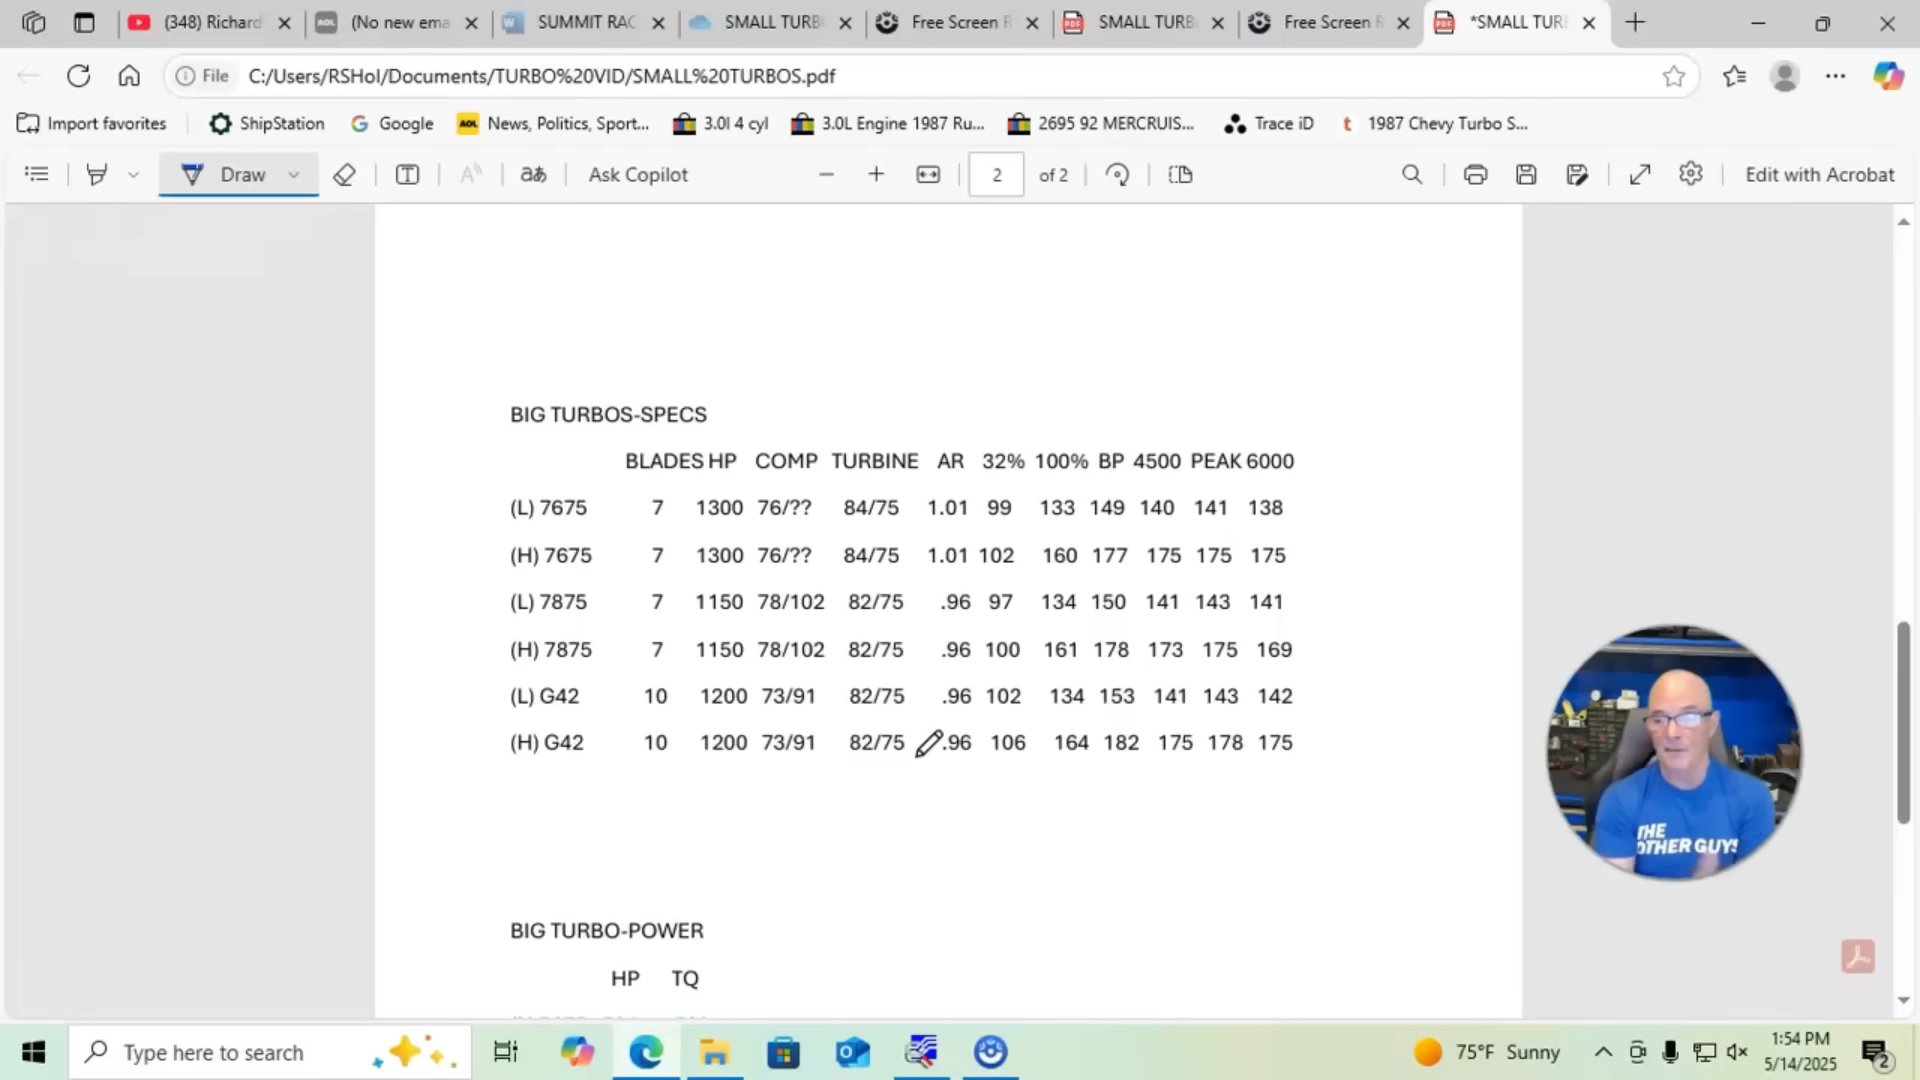 (348) Richard
(No new ema
SUMMIT RAC
SMALL TURB
Free Screen R
SMALL TURB
Free Screen R
*SMALL TUR
File C:/Users/RSHol/Documents/TURBO%20VID/SMALL%20TURBOS.pdf
Import favorites ShipStation Google News, Politics, Sport... 3.0l 4 cyl 3.0L Engine 1987 Ru... 2695 92 MERCRUIS... Trace iD 1987 Chevy Turbo S...
Draw Ask Copilot 2 of 2 Edit with Acrobat
BIG TURBOS-SPECS
BLADES HP COMP TURBINE AR 32% 100% BP 4500 PEAK 6000
(L) 7675 7 1300 76/?? 84/75 1.01 99 133 149 140 141 138
(H) 7675 7 1300 76/?? 84/75 1.01 102 160 177 175 175 175
(L) 7875 7 1150 78/102 82/75 .96 97 134 150 141 143 141
(H) 7875 7 1150 78/102 82/75 .96 100 161 178 173 175 169
(L) G42 10 1200 73/91 82/75 .96 102 134 153 141 143 142
(H) G42 10 1200 73/91 82/75 .96 106 164 182 175 178 175
THE
OTHER GUYS
BIG TURBO-POWER
HP TQ
Type here to search
75°F Sunny
1:54 PM
5/14/2025
2